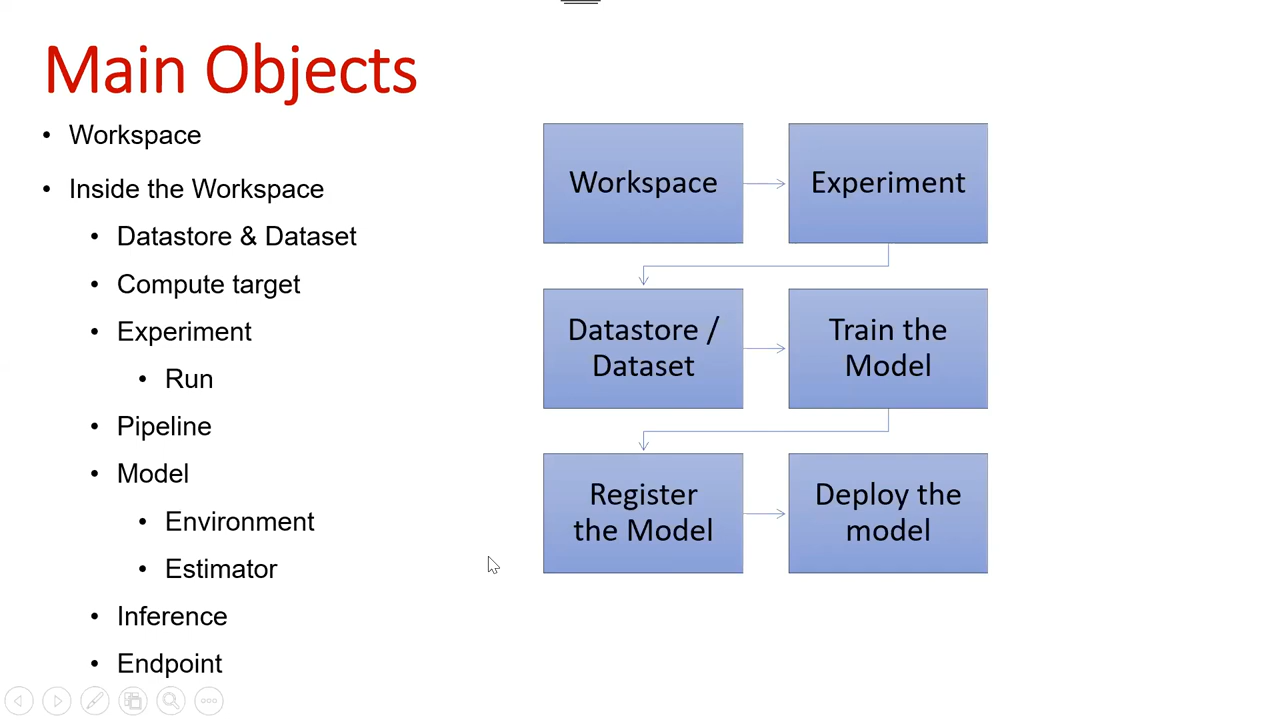 Main Objects
• Workspace
• Inside the Workspace
• Datastore & Dataset
• Compute target
• Experiment
• Run
• Pipeline
• Model
• Environment
• Estimator
• Inference
• Endpoint
Workspace
Experiment
Datastore /
Dataset
Train the
Model
Register
the Model
Deploy the
model